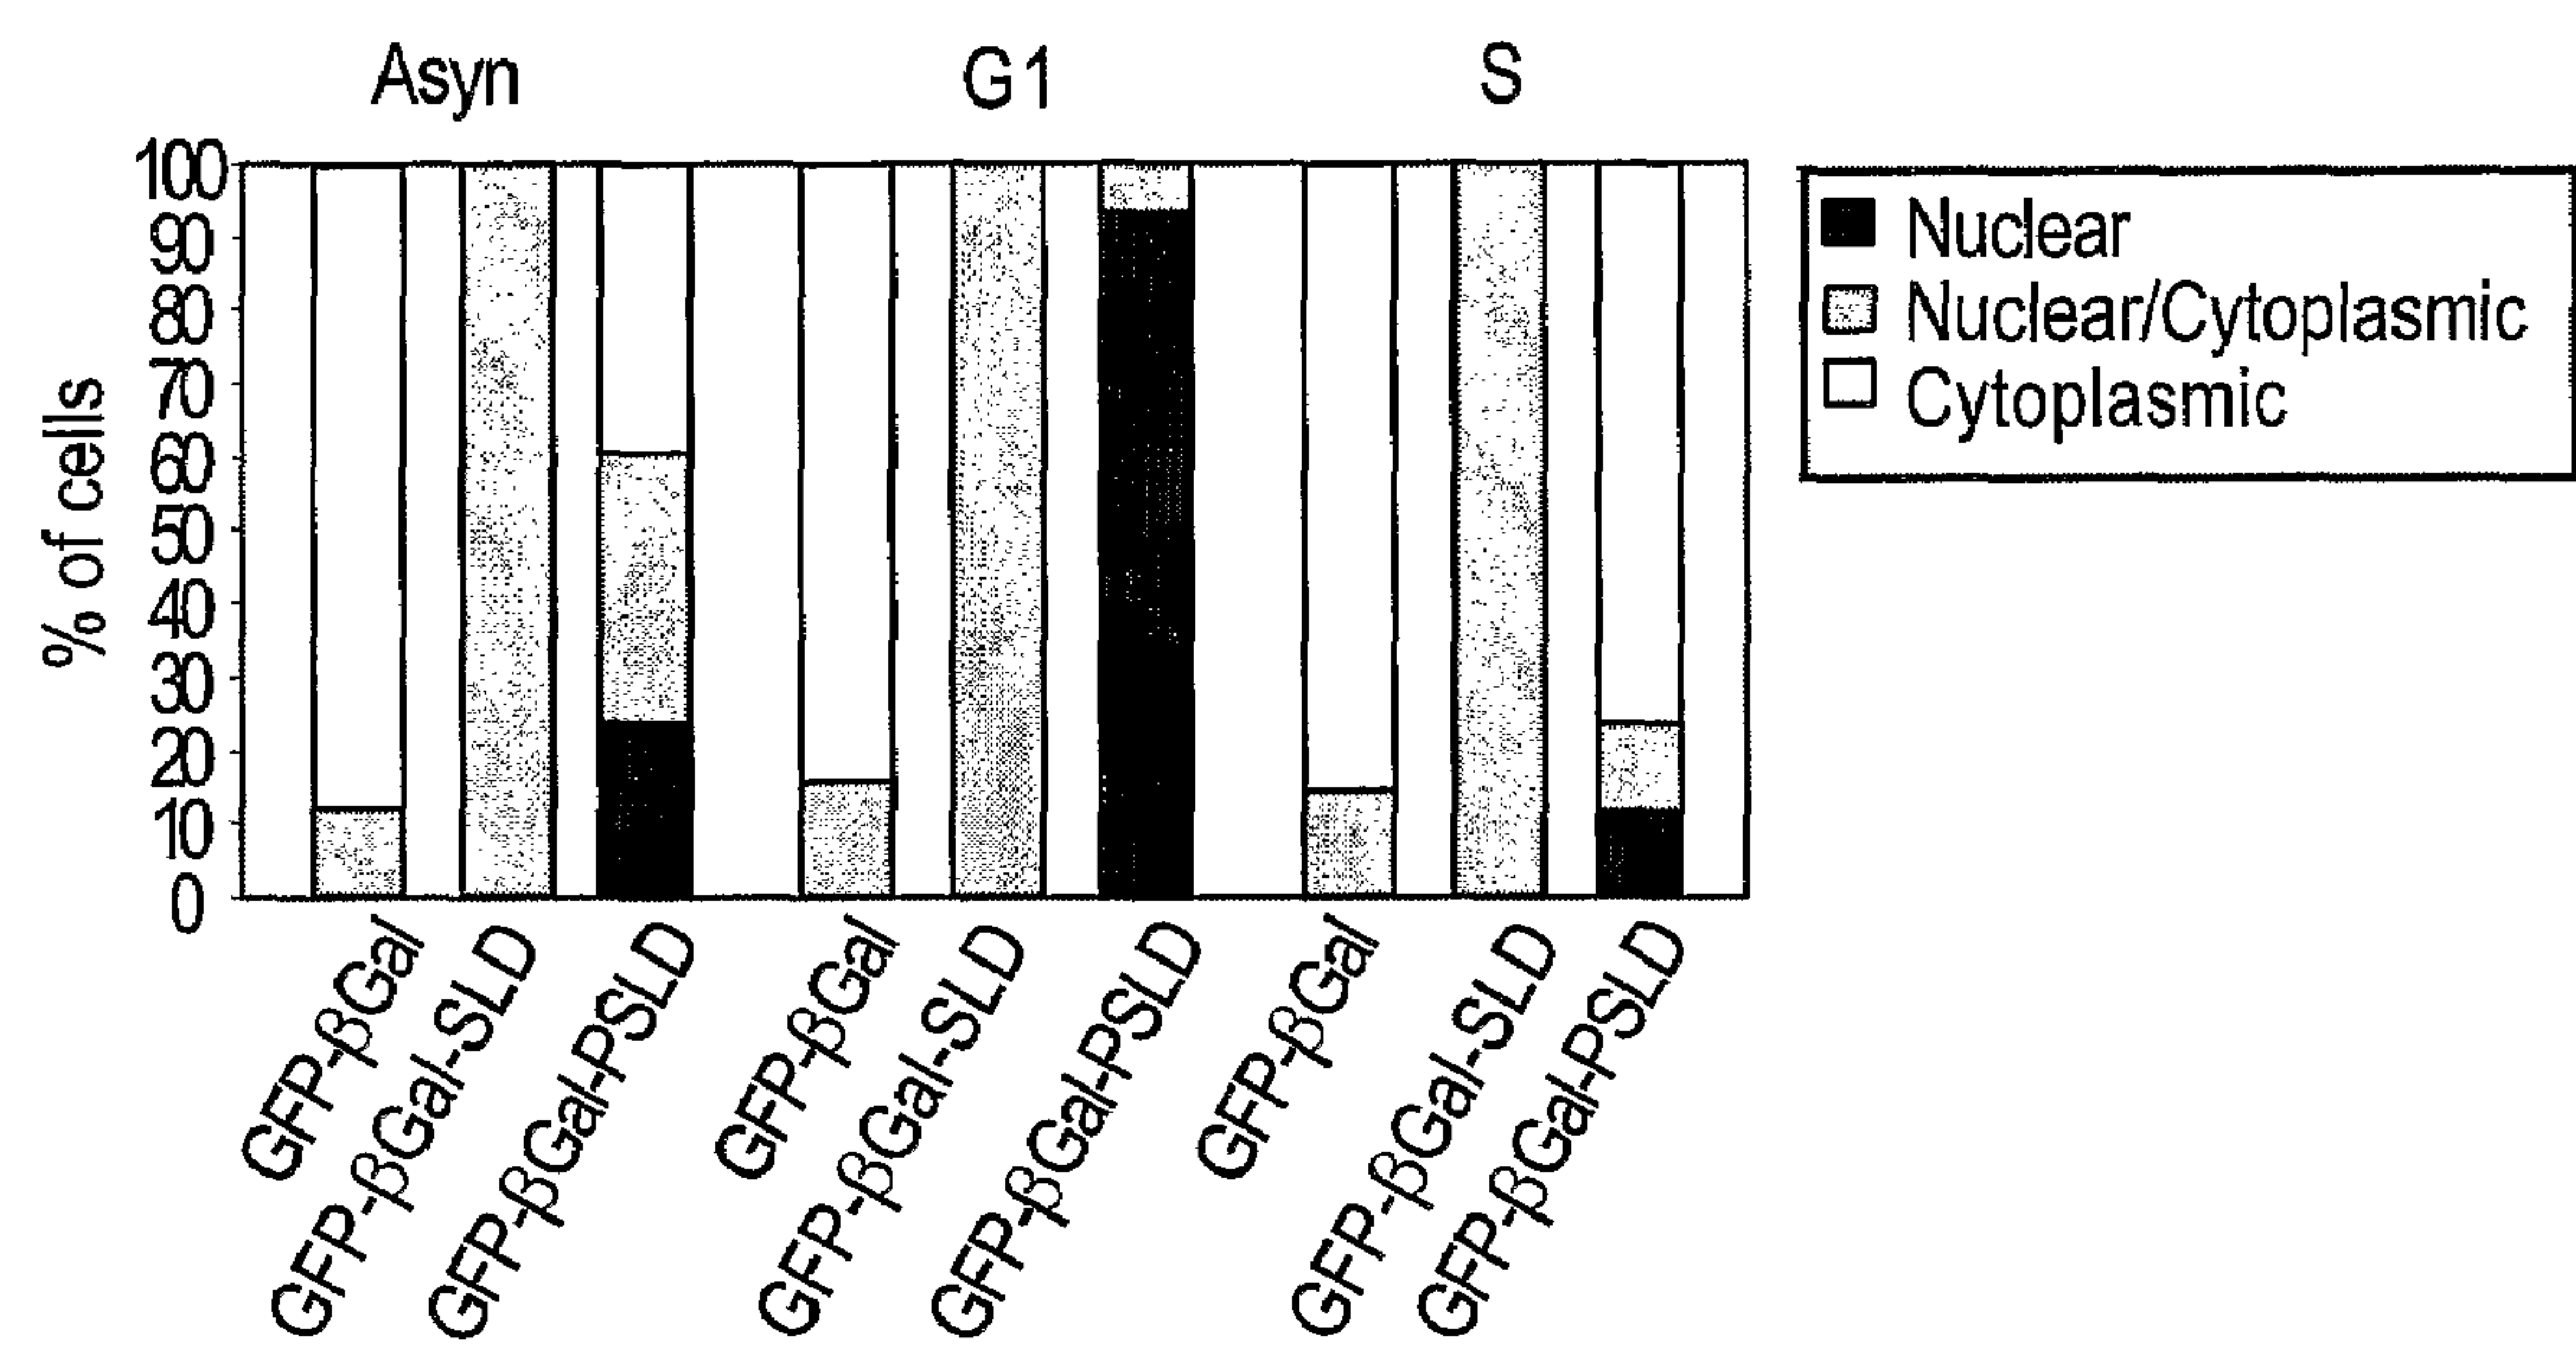 Asyn G1 S
100
90
80
70
60
50
40
30
20
10
0
% of cells
Nuclear
Nuclear/Cytoplasmic
Cytoplasmic
GFP-βGal
GFP-βGal-SLD
GFP-βGal-PSLD
GFP-βGal
GFP-βGal-SLD
GFP-βGal-PSLD
GFP-βGal
GFP-βGal-SLD
GFP-βGal-PSLD